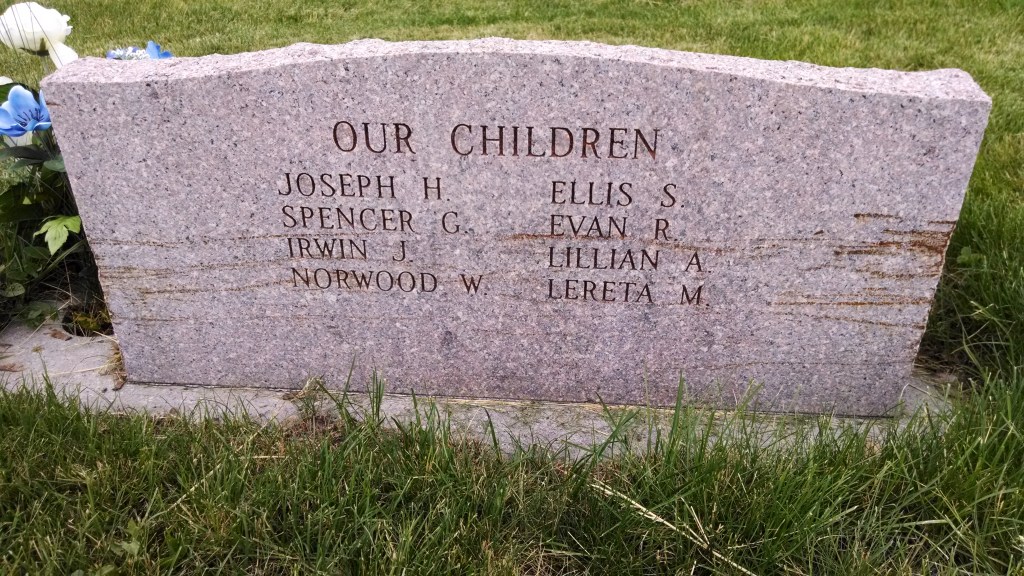 OUR CHILDREN
JOSEPH H.
SPENCER G.
IRWIN J.
NORWOOD W.
ELLIS S.
EVAN R.
LILLIAN A.
LERETA M.